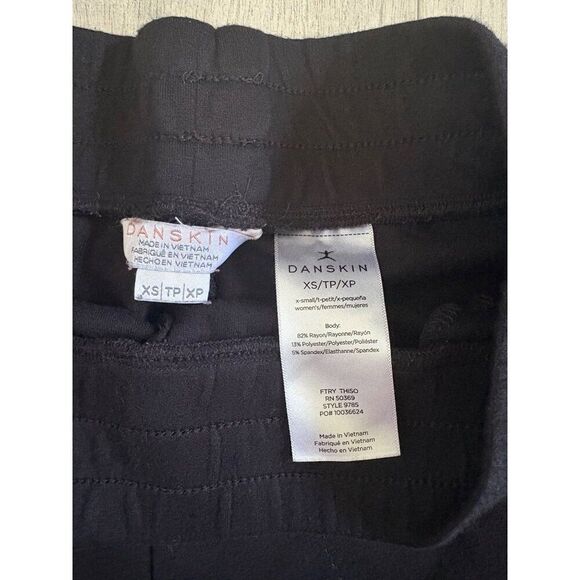 DANSKIN
MADE IN VIETNAM
FABRIQUÉ EN VIETNAM
HECHO EN VIETNAM
XS|TP|XP
DANSKIN
XS/TP/XP
x-small/t-petit/x-pequeña
women's/femmes/mujeres
Body:
82% Rayon/Rayonne/Rayón
13% Polyester/Polyester/Poliéster
5% Spandex/Elasthanne/Spandex
FTRY THISO
RN 50369
STYLE 9785
PO# 10036624
Made in Vietnam
Fabriqué en Vietnam
Hecho en Vietnam